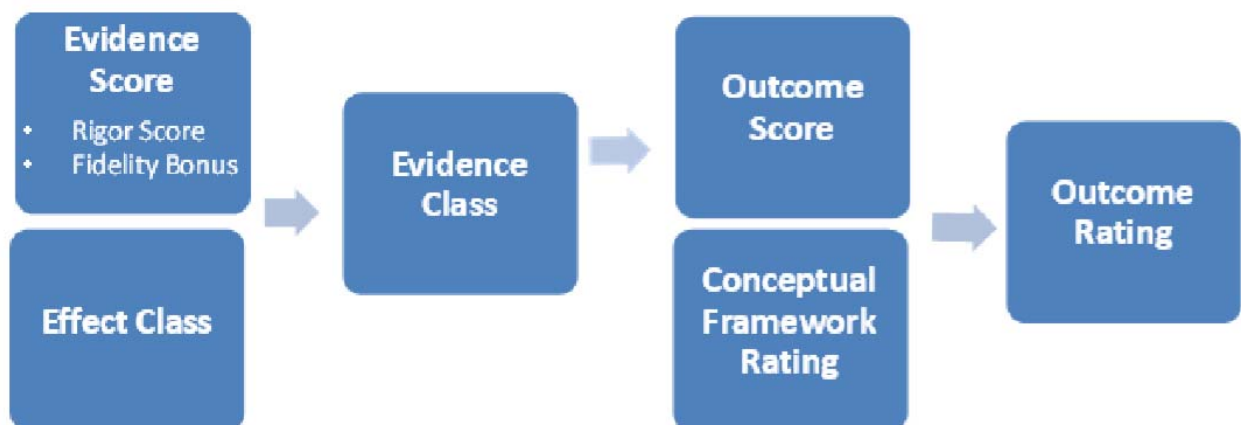 Evidence
Score
• Rigor Score
• Fidelity Bonus
Effect Class
Evidence
Class
Outcome
Score
Conceptual
Framework
Rating
Outcome
Rating